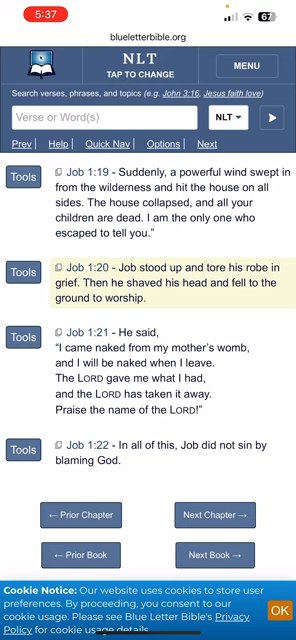 5:37
67
blueletterbible.org
NLT
TAP TO CHANGE
MENU
Search verses, phrases, and topics (e.g. John 3:16, Jesus faith love)
Verse or Word(s)
NLT
Prev | Help | Quick Nav | Options | Next
Tools
Job 1:19 - Suddenly, a powerful wind swept in
from the wilderness and hit the house on all
sides. The house collapsed, and all your
children are dead. I am the only one who
escaped to tell you.”
Tools
Job 1:20 - Job stood up and tore his robe in
grief. Then he shaved his head and fell to the
ground to worship.
Tools
Job 1:21 - He said,
“I came naked from my mother’s womb,
and I will be naked when I leave.
The LORD gave me what I had,
and the LORD has taken it away.
Praise the name of the LORD!”
Tools
Job 1:22 - In all of this, Job did not sin by
blaming God.
← Prior Chapter
Next Chapter →
← Prior Book
Next Book →
Cookie Notice: Our website uses cookies to store user
preferences. By proceeding, you consent to our
cookie usage. Please see Blue Letter Bible's Privacy
Policy for cookie usage details.
OK